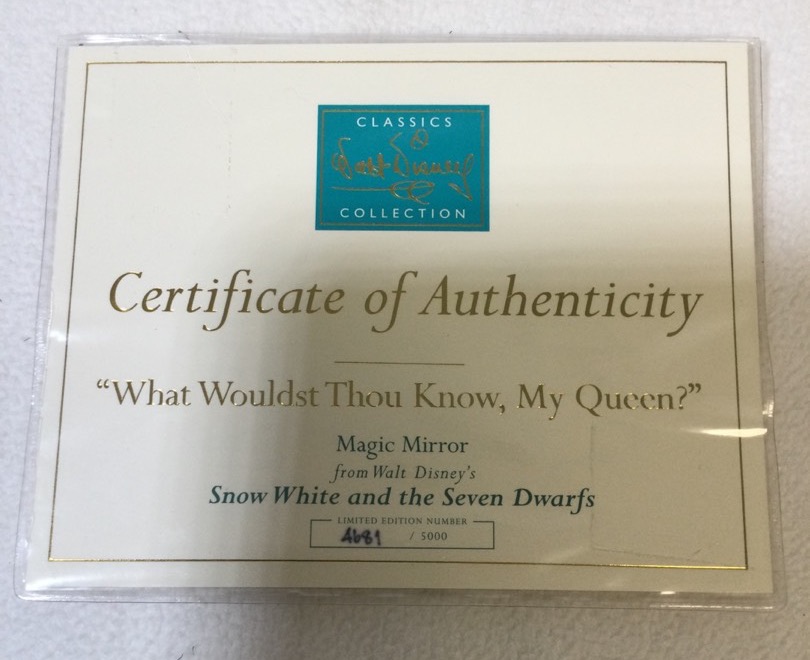 CLASSICS
Walt Disney
COLLECTION
Certificate of Authenticity
“What Wouldst Thou Know, My Queen?”
Magic Mirror
from Walt Disney's
Snow White and the Seven Dwarfs
LIMITED EDITION NUMBER
4681 / 5000